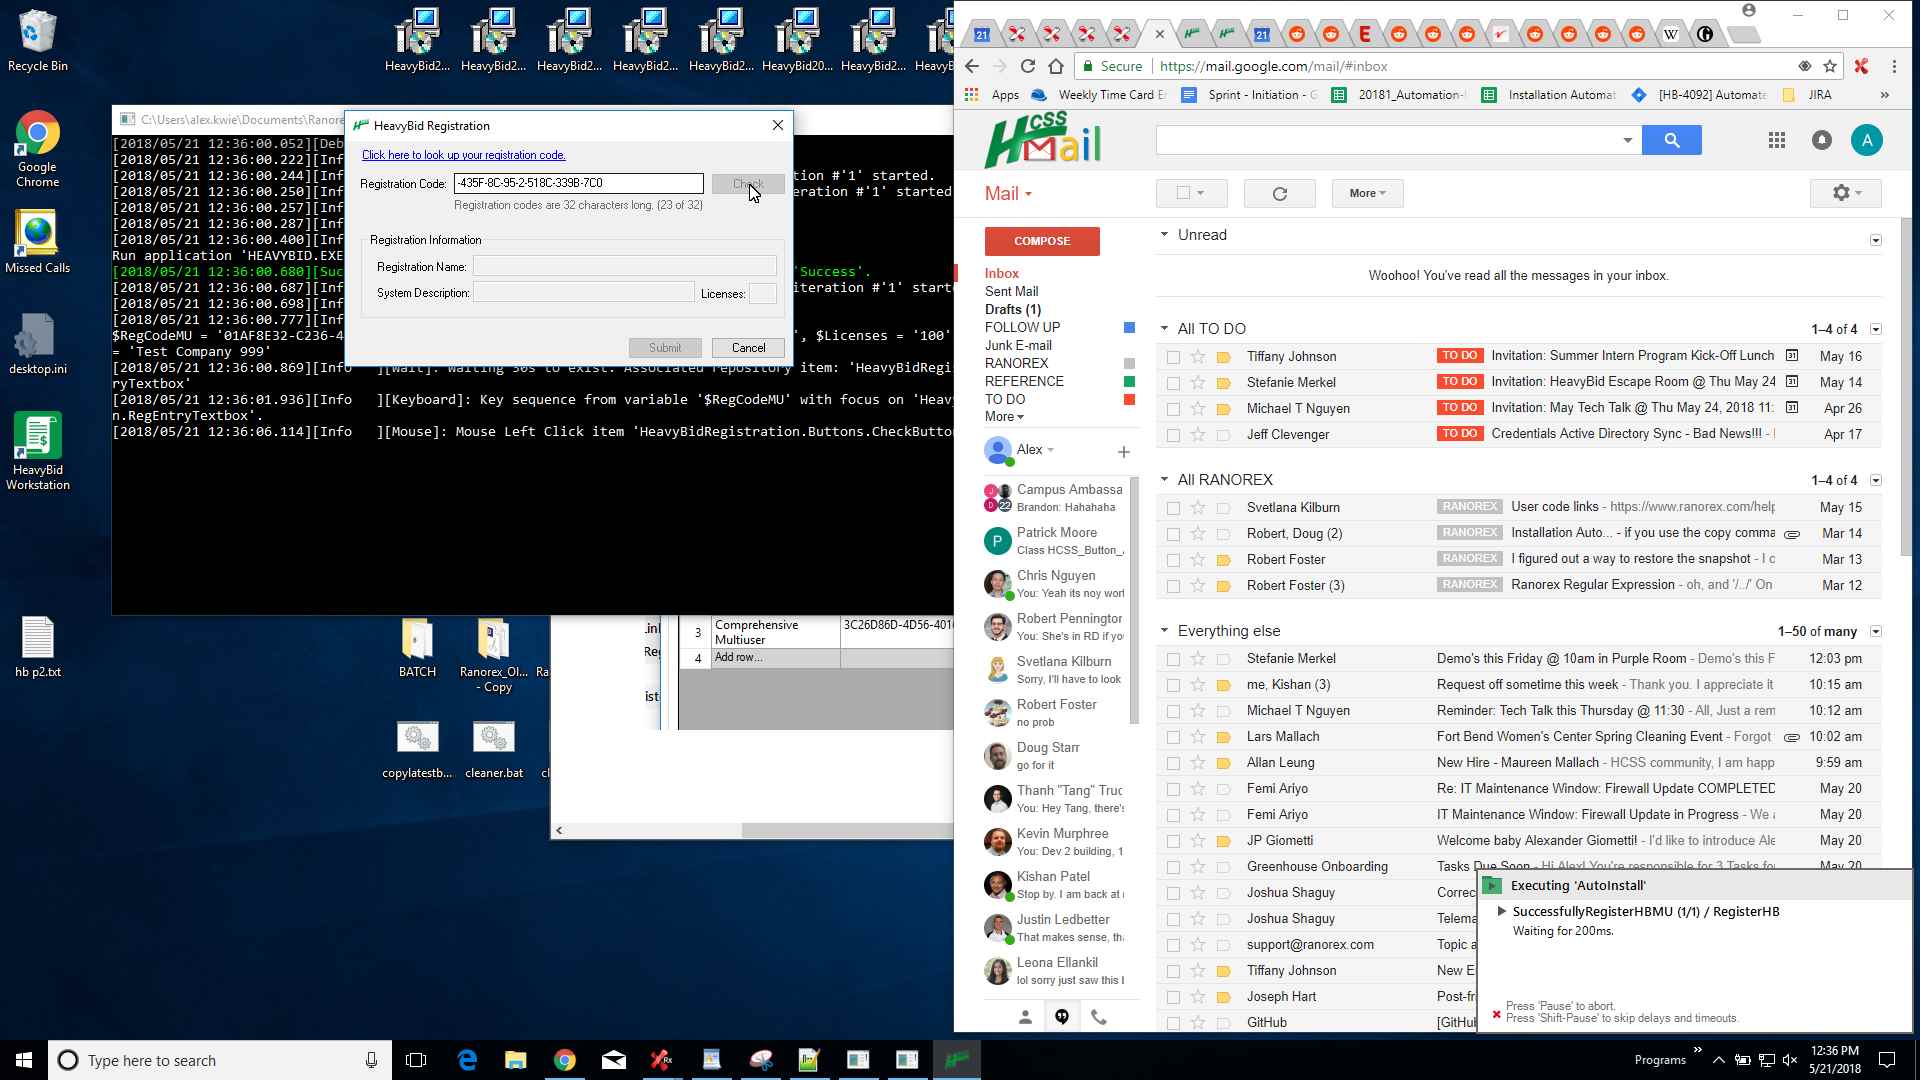 Recycle Bin
Google Chrome
Missed Calls
desktop.ini
HeavyBid Workstation
hb p2.txt
HeavyBid2...
HeavyBid2...
HeavyBid2...
HeavyBid2...
HeavyBid2...
HeavyBid20...
HeavyBid2...
BATCH
Ranorex_Ol... - Copy
copylatestb...
cleaner.bat
C:\Users\alex.kwie\Documents\Ranore
[2018/05/21 12:36:00.052][Deb
[2018/05/21 12:36:00.222][Inf
[2018/05/21 12:36:00.244][Inf
tion #'1' started.
[2018/05/21 12:36:00.250][Inf
eration #'1' started
[2018/05/21 12:36:00.257][Inf
[2018/05/21 12:36:00.287][Inf
[2018/05/21 12:36:00.400][Inf
Run application 'HEAVYBID.EXE
[2018/05/21 12:36:00.680][Suc
'Success'.
[2018/05/21 12:36:00.687][Inf
iteration #'1' start
[2018/05/21 12:36:00.698][Inf
[2018/05/21 12:36:00.777][Inf
$RegCodeMU = '01AF8E32-C236-4
', $Licenses = '100'
= 'Test Company 999'
[2018/05/21 12:36:00.869][Info ][Wait]: Waiting 30s to exist. Associated repository item: 'HeavyBidRegi
ryTextbox'
[2018/05/21 12:36:01.936][Info ][Keyboard]: Key sequence from variable '$RegCodeMU' with focus on 'Heav
n.RegEntryTextbox'.
[2018/05/21 12:36:06.114][Info ][Mouse]: Mouse Left Click item 'HeavyBidRegistration.Buttons.CheckButto
HeavyBid Registration
Click here to look up your registration code.
Registration Code: -435F-8C-95-2-518C-339B-7C0
Check
Registration codes are 32 characters long. (23 of 32)
Registration Information
Registration Name:
System Description:
Licenses:
Submit
Cancel
3 Comprehensive Multiuser 3C26D86D-4D56-4016
4 Add row...
Secure https://mail.google.com/mail/#inbox
Apps
Weekly Time Card E
Sprint - Initiation - G
20181_Automation-
Installation Automat
[HB-4092] Automate
JIRA
»
HCSS Mail
A
Mail
More
COMPOSE
Inbox
Sent Mail
Drafts (1)
FOLLOW UP
Junk E-mail
RANOREX
REFERENCE
TO DO
More
Alex
Campus Ambassa
Brandon: Hahahaha
Patrick Moore
Class HCSS_Button_
Chris Nguyen
You: Yeah its noy wor
Robert Pennington
You: She's in RD if yo
Svetlana Kilburn
Sorry, I'll have to look
Robert Foster
no prob
Doug Starr
go for it
Thanh "Tang" Truc
You: Hey Tang, there's
Kevin Murphree
You: Dev 2 building, 1
Kishan Patel
Stop by. I am back at
Justin Ledbetter
That makes sense, tha
Leona Ellankil
lol sorry just saw this
Unread
Woohoo! You've read all the messages in your inbox.
All TO DO 1–4 of 4
Tiffany Johnson TO DO Invitation: Summer Intern Program Kick-Off Lunch May 16
Stefanie Merkel TO DO Invitation: HeavyBid Escape Room @ Thu May 24 May 14
Michael T Nguyen TO DO Invitation: May Tech Talk @ Thu May 24, 2018 11: Apr 26
Jeff Clevenger TO DO Credentials Active Directory Sync - Bad News!!! - Apr 17
All RANOREX 1–4 of 4
Svetlana Kilburn RANOREX User code links - https://www.ranorex.com/help May 15
Robert, Doug (2) RANOREX Installation Auto... - if you use the copy comma Mar 14
Robert Foster RANOREX I figured out a way to restore the snapshot - I Mar 13
Robert Foster (3) RANOREX Ranorex Regular Expression - oh, and '/../' On Mar 12
Everything else 1–50 of many
Stefanie Merkel Demo's this Friday @ 10am in Purple Room - Demo's this F 12:03 pm
me, Kishan (3) Request off sometime this week - Thank you. I appreciate it 10:15 am
Michael T Nguyen Reminder: Tech Talk this Thursday @ 11:30 - All, Just a rem 10:12 am
Lars Mallach Fort Bend Women's Center Spring Cleaning Event - Forgot 10:02 am
Allan Leung New Hire - Maureen Mallach - HCSS community, I am happ 9:59 am
Femi Ariyo Re: IT Maintenance Window: Firewall Update COMPLETED May 20
Femi Ariyo IT Maintenance Window: Firewall Update in Progress - We May 20
JP Giometti Welcome baby Alexander Giometti! - I'd like to introduce Ale May 20
Greenhouse Onboarding Tasks Due Soon - Hi Alex! You're responsible for 3 Tasks fo May 20
Joshua Shaguy Correc
Joshua Shaguy Telema
support@ranorex.com Topic a
Tiffany Johnson New E
Joseph Hart Post-fr
GitHub [GitHu
Executing 'AutoInstall'
SuccessfullyRegisterHBMU (1/1) / RegisterHB
Waiting for 200ms.
Press 'Pause' to abort.
Press 'Shift-Pause' to skip delays and timeouts.
Type here to search
Programs »
12:36 PM
5/21/2018